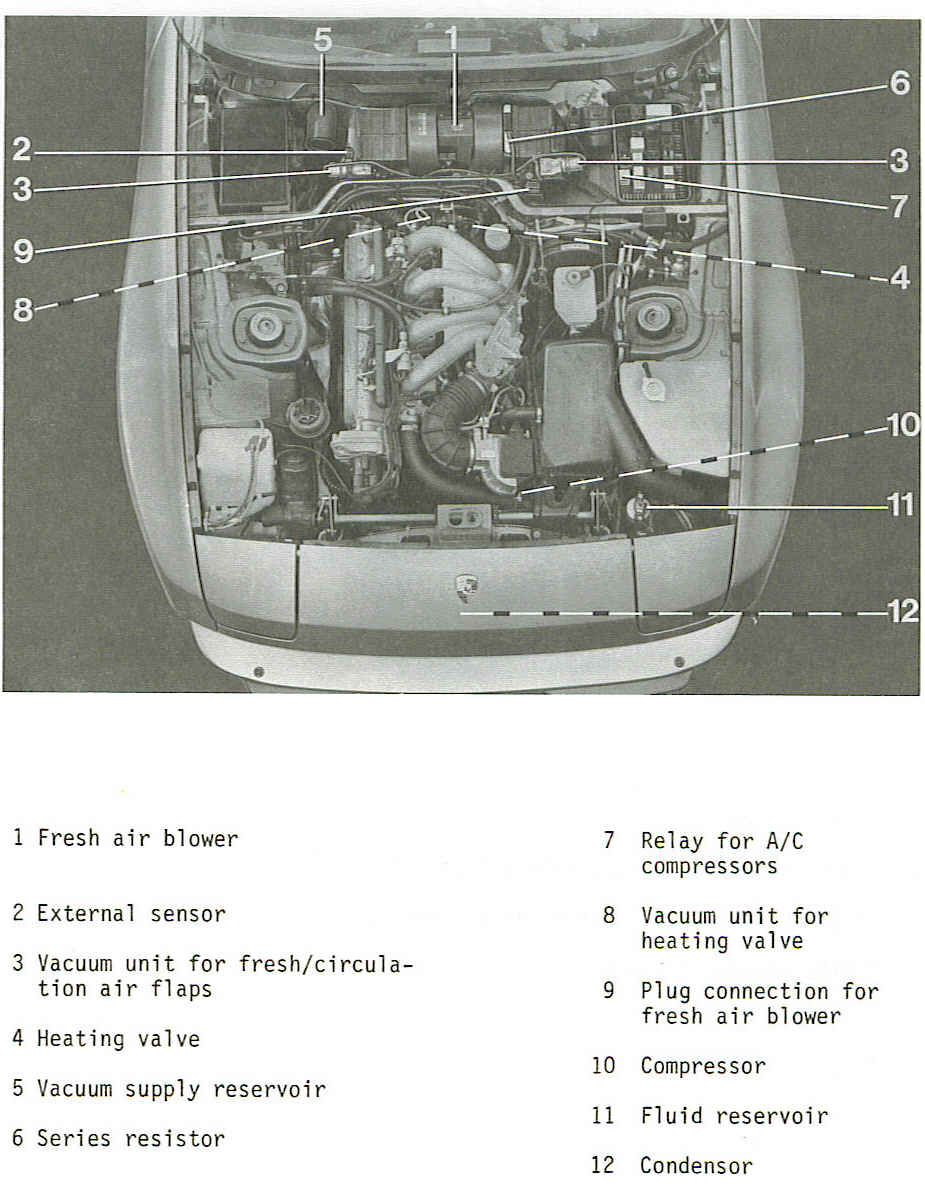 5
1
6
2
3
3
7
9
8
4
10
11
12
1 Fresh air blower
2 External sensor
3 Vacuum unit for fresh/circula-
tion air flaps
4 Heating valve
5 Vacuum supply reservoir
6 Series resistor
7 Relay for A/C
compressors
8 Vacuum unit for
heating valve
9 Plug connection for
fresh air blower
10 Compressor
11 Fluid reservoir
12 Condensor